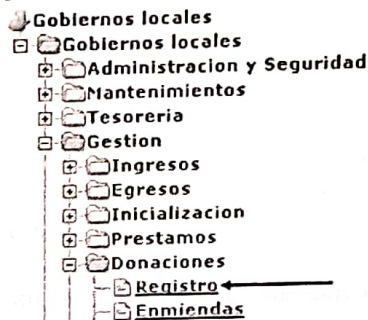 Gobiernos locales
Gobiernos locales
Administracion y Seguridad
Mantenimientos
Tesoreria
Gestion
Ingresos
Egresos
Inicializacion
Prestamos
Donaciones
Registro
Enmiendas